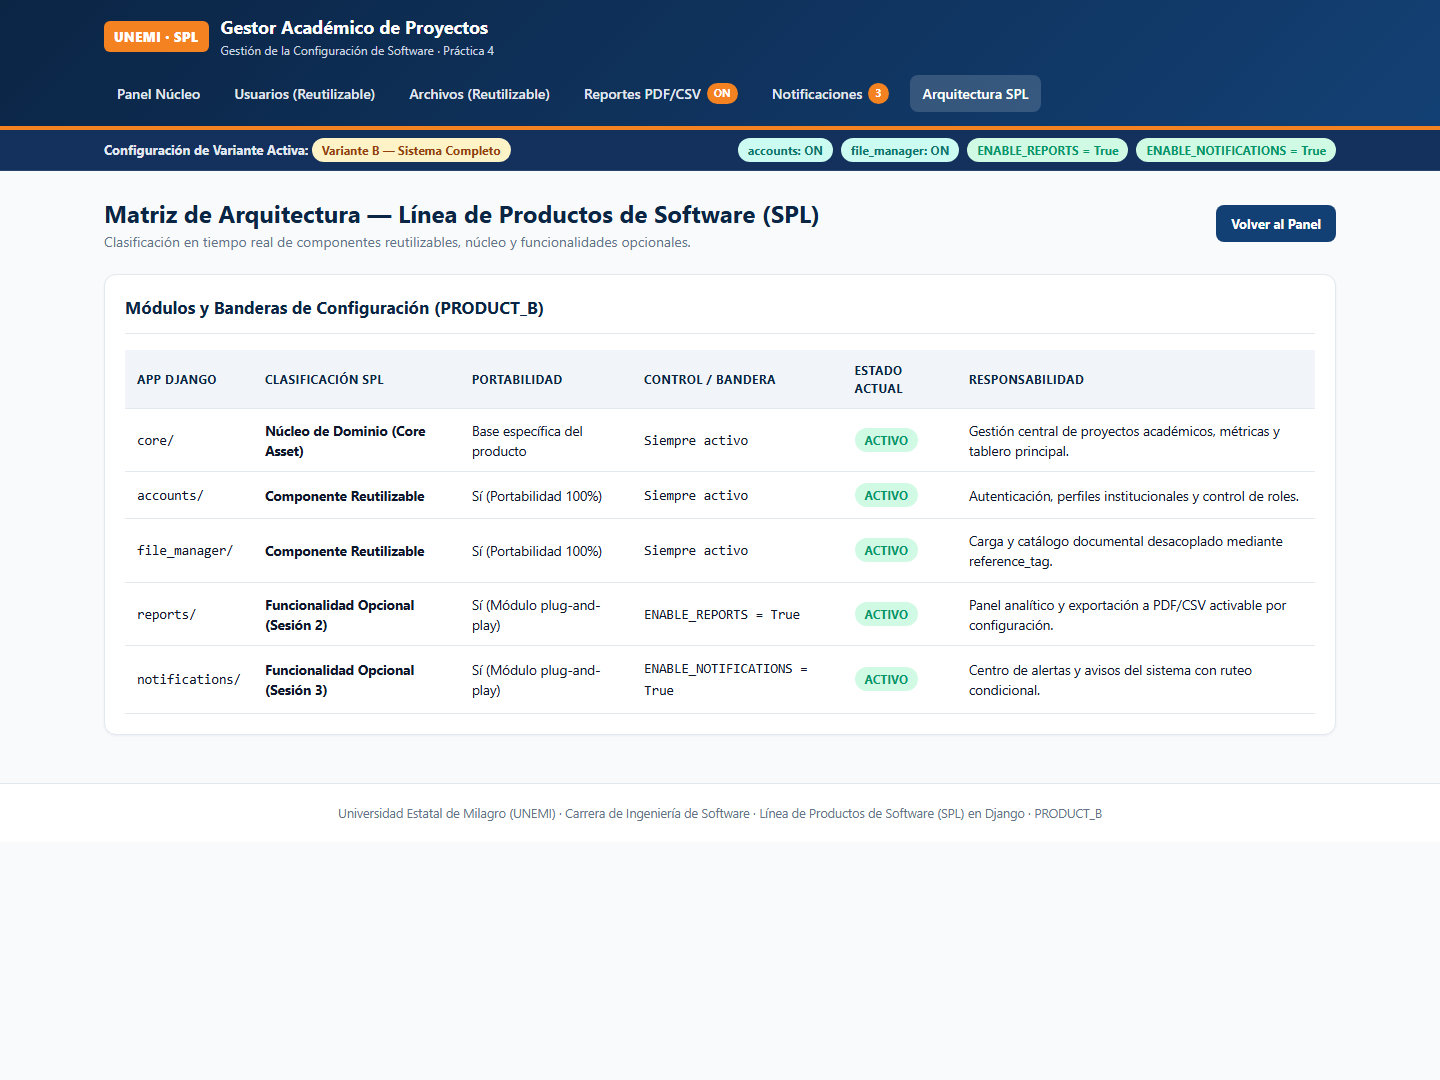 UNEMI · SPL
Gestor Académico de Proyectos
Gestión de la Configuración de Software · Práctica 4
Panel Núcleo
Usuarios (Reutilizable)
Archivos (Reutilizable)
Reportes PDF/CSV ON
Notificaciones 3
Arquitectura SPL
Configuración de Variante Activa: Variante B — Sistema Completo
accounts: ON
file_manager: ON
ENABLE_REPORTS = True
ENABLE_NOTIFICATIONS = True
Matriz de Arquitectura — Línea de Productos de Software (SPL)
Clasificación en tiempo real de componentes reutilizables, núcleo y funcionalidades opcionales.
Volver al Panel
Módulos y Banderas de Configuración (PRODUCT_B)
APP DJANGO
CLASIFICACIÓN SPL
PORTABILIDAD
CONTROL / BANDERA
ESTADO
ACTUAL
RESPONSABILIDAD
core/
Núcleo de Dominio (Core
Asset)
Base específica del
producto
Siempre activo
ACTIVO
Gestión central de proyectos académicos, métricas y
tablero principal.
accounts/
Componente Reutilizable
Sí (Portabilidad 100%)
Siempre activo
ACTIVO
Autenticación, perfiles institucionales y control de roles.
file_manager/
Componente Reutilizable
Sí (Portabilidad 100%)
Siempre activo
ACTIVO
Carga y catálogo documental desacoplado mediante
reference_tag.
reports/
Funcionalidad Opcional
(Sesión 2)
Sí (Módulo plug-and-
play)
ENABLE_REPORTS = True
ACTIVO
Panel analítico y exportación a PDF/CSV activable por
configuración.
notifications/
Funcionalidad Opcional
(Sesión 3)
Sí (Módulo plug-and-
play)
ENABLE_NOTIFICATIONS =
True
ACTIVO
Centro de alertas y avisos del sistema con ruteo
condicional.
Universidad Estatal de Milagro (UNEMI) · Carrera de Ingeniería de Software · Línea de Productos de Software (SPL) en Django · PRODUCT_B